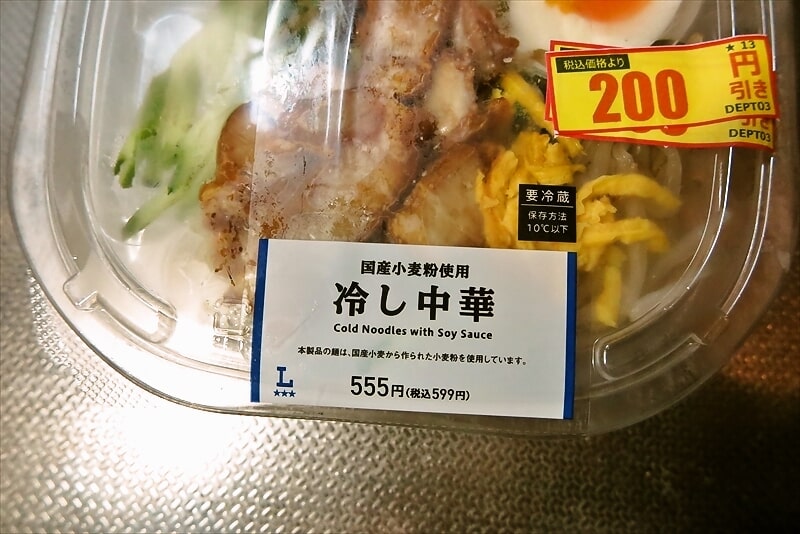 ★ 13
税込価格より
200
円
引き
DEPT03
引き
DEPT03
要冷蔵
保存方法
10℃以下
国産小麦粉使用
冷し中華
Cold Noodles with Soy Sauce
本製品の麺は、国産小麦から作られた小麦粉を使用しています。
L
★★★
555円(税込599円)